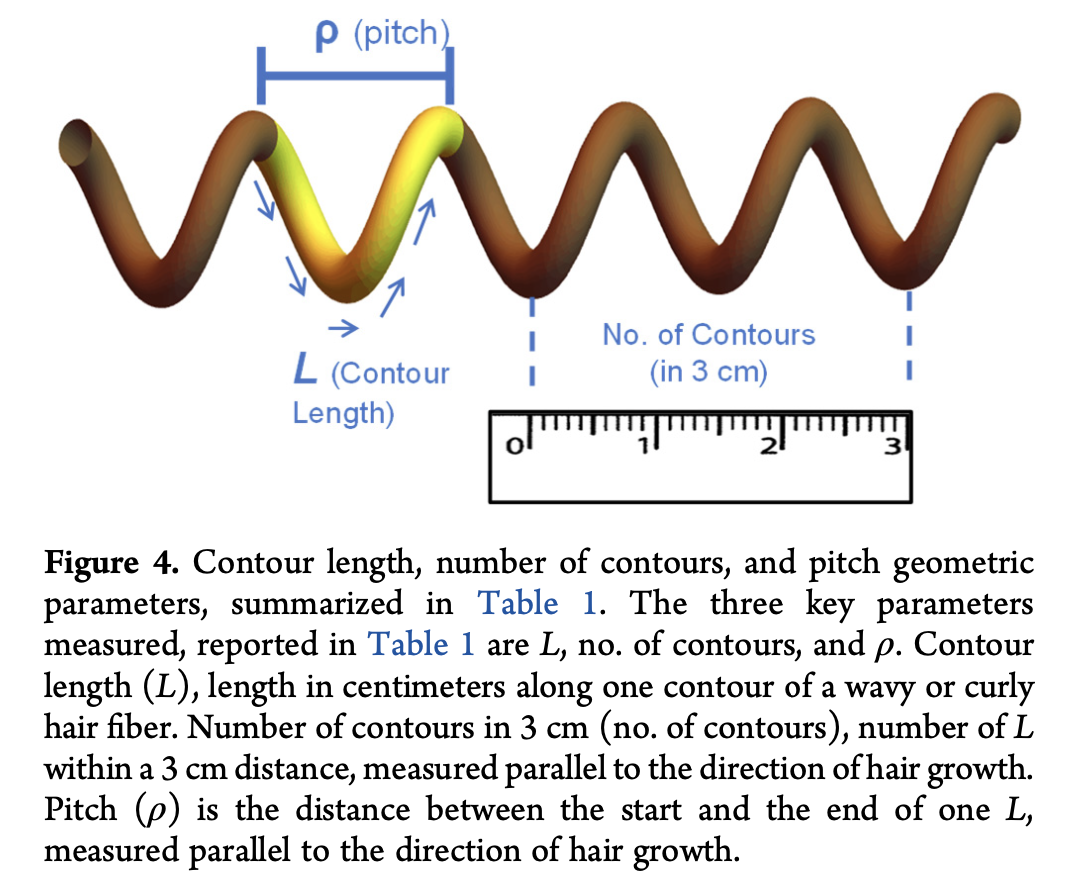 ρ (pitch)
L (Contour
Length)
No. of Contours
(in 3 cm)
0 1 2 3
Figure 4. Contour length, number of contours, and pitch geometric
parameters, summarized in Table 1. The three key parameters
measured, reported in Table 1 are L, no. of contours, and ρ. Contour
length (L), length in centimeters along one contour of a wavy or curly
hair fiber. Number of contours in 3 cm (no. of contours), number of L
within a 3 cm distance, measured parallel to the direction of hair growth.
Pitch (ρ) is the distance between the start and the end of one L,
measured parallel to the direction of hair growth.